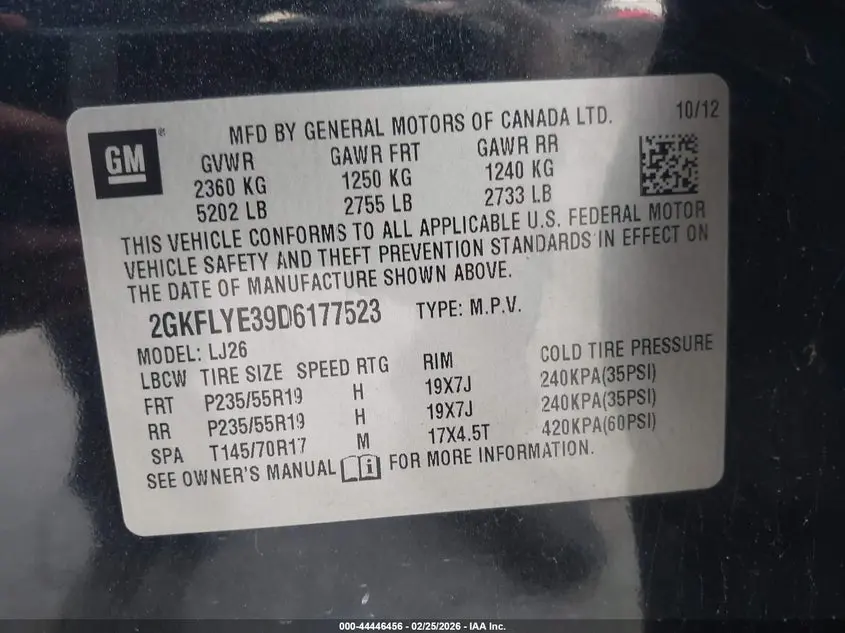 GM
®
MFD BY GENERAL MOTORS OF CANADA LTD. 10/12
GVWR GAWR FRT GAWR RR
2360 KG 1250 KG 1240 KG
5202 LB 2755 LB 2733 LB
THIS VEHICLE CONFORMS TO ALL APPLICABLE U.S. FEDERAL MOTOR
VEHICLE SAFETY AND THEFT PREVENTION STANDARDS IN EFFECT ON
THE DATE OF MANUFACTURE SHOWN ABOVE.
2GKFLYE39D6177523 TYPE: M.P.V.
MODEL: LJ26
LBCW TIRE SIZE SPEED RTG RIM COLD TIRE PRESSURE
FRT P235/55R19 H 19X7J 240KPA(35PSI)
RR P235/55R19 H 19X7J 240KPA(35PSI)
SPA T145/70R17 M 17X4.5T 420KPA(60PSI)
SEE OWNER'S MANUAL i FOR MORE INFORMATION.
000-44446456 - 02/25/2026 - IAA Inc.